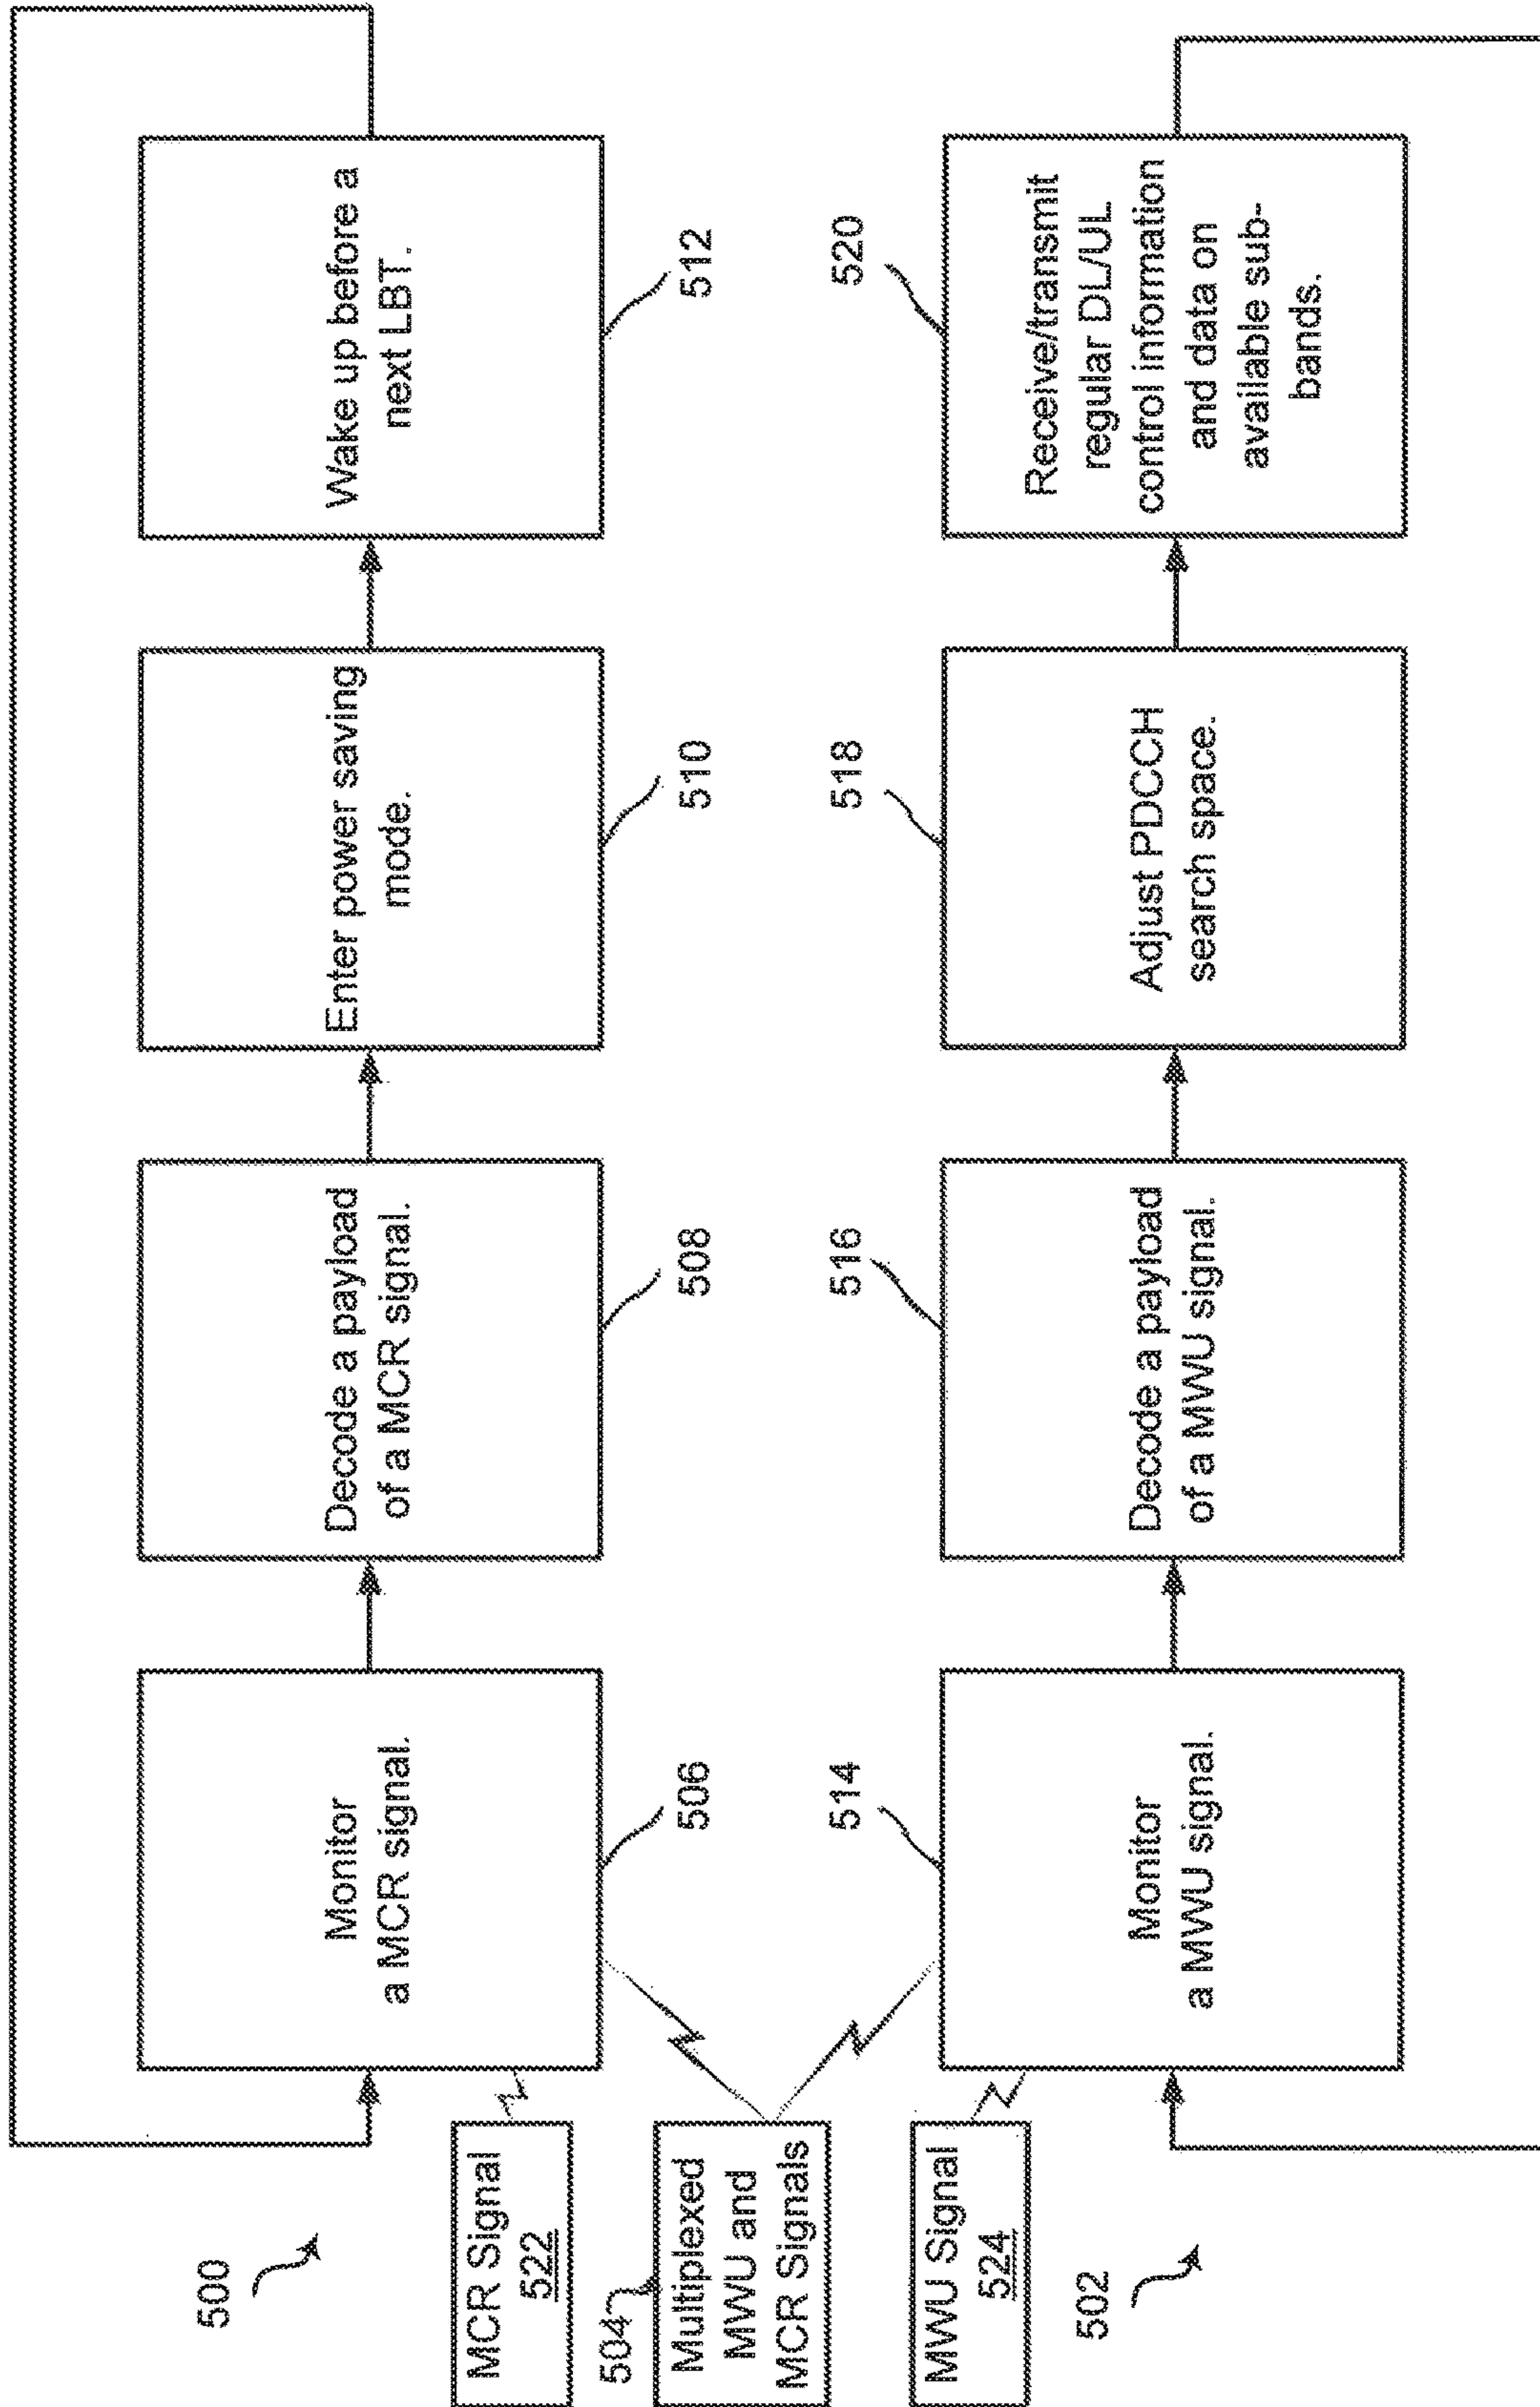 500
MCR Signal
522
504
Multiplexed
MWU and
MCR Signals
MWU Signal
524
502
Monitor
a MCR signal.
506
Decode a payload
of a MCR signal.
508
Enter power saving
mode.
510
Wake up before a
next LBT.
512
514
Monitor
a MWU signal.
516
Decode a payload
of a MWU signal.
518
Adjust PDCCH
search space.
520
Receive/transmit
regular DL/UL
control information
and data on
available sub-
bands.